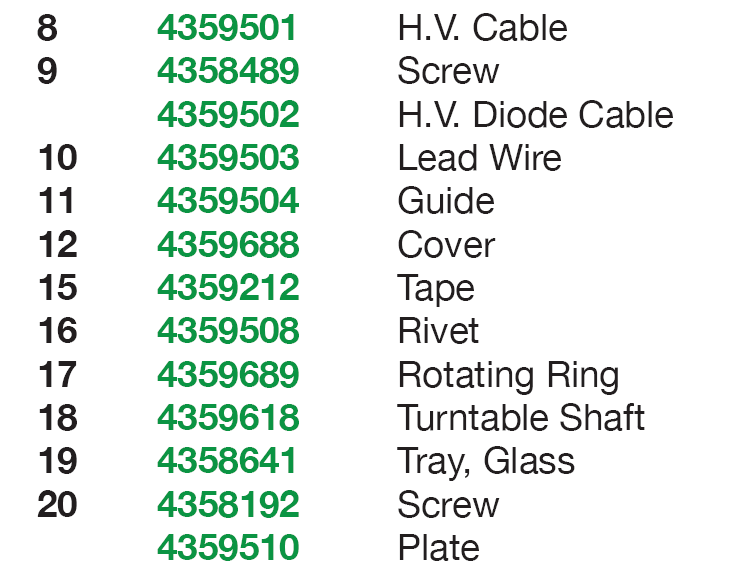 8 4359501 H.V. Cable
9 4358489 Screw
4359502 H.V. Diode Cable
10 4359503 Lead Wire
11 4359504 Guide
12 4359688 Cover
15 4359212 Tape
16 4359508 Rivet
17 4359689 Rotating Ring
18 4359618 Turntable Shaft
19 4358641 Tray, Glass
20 4358192 Screw
4359510 Plate